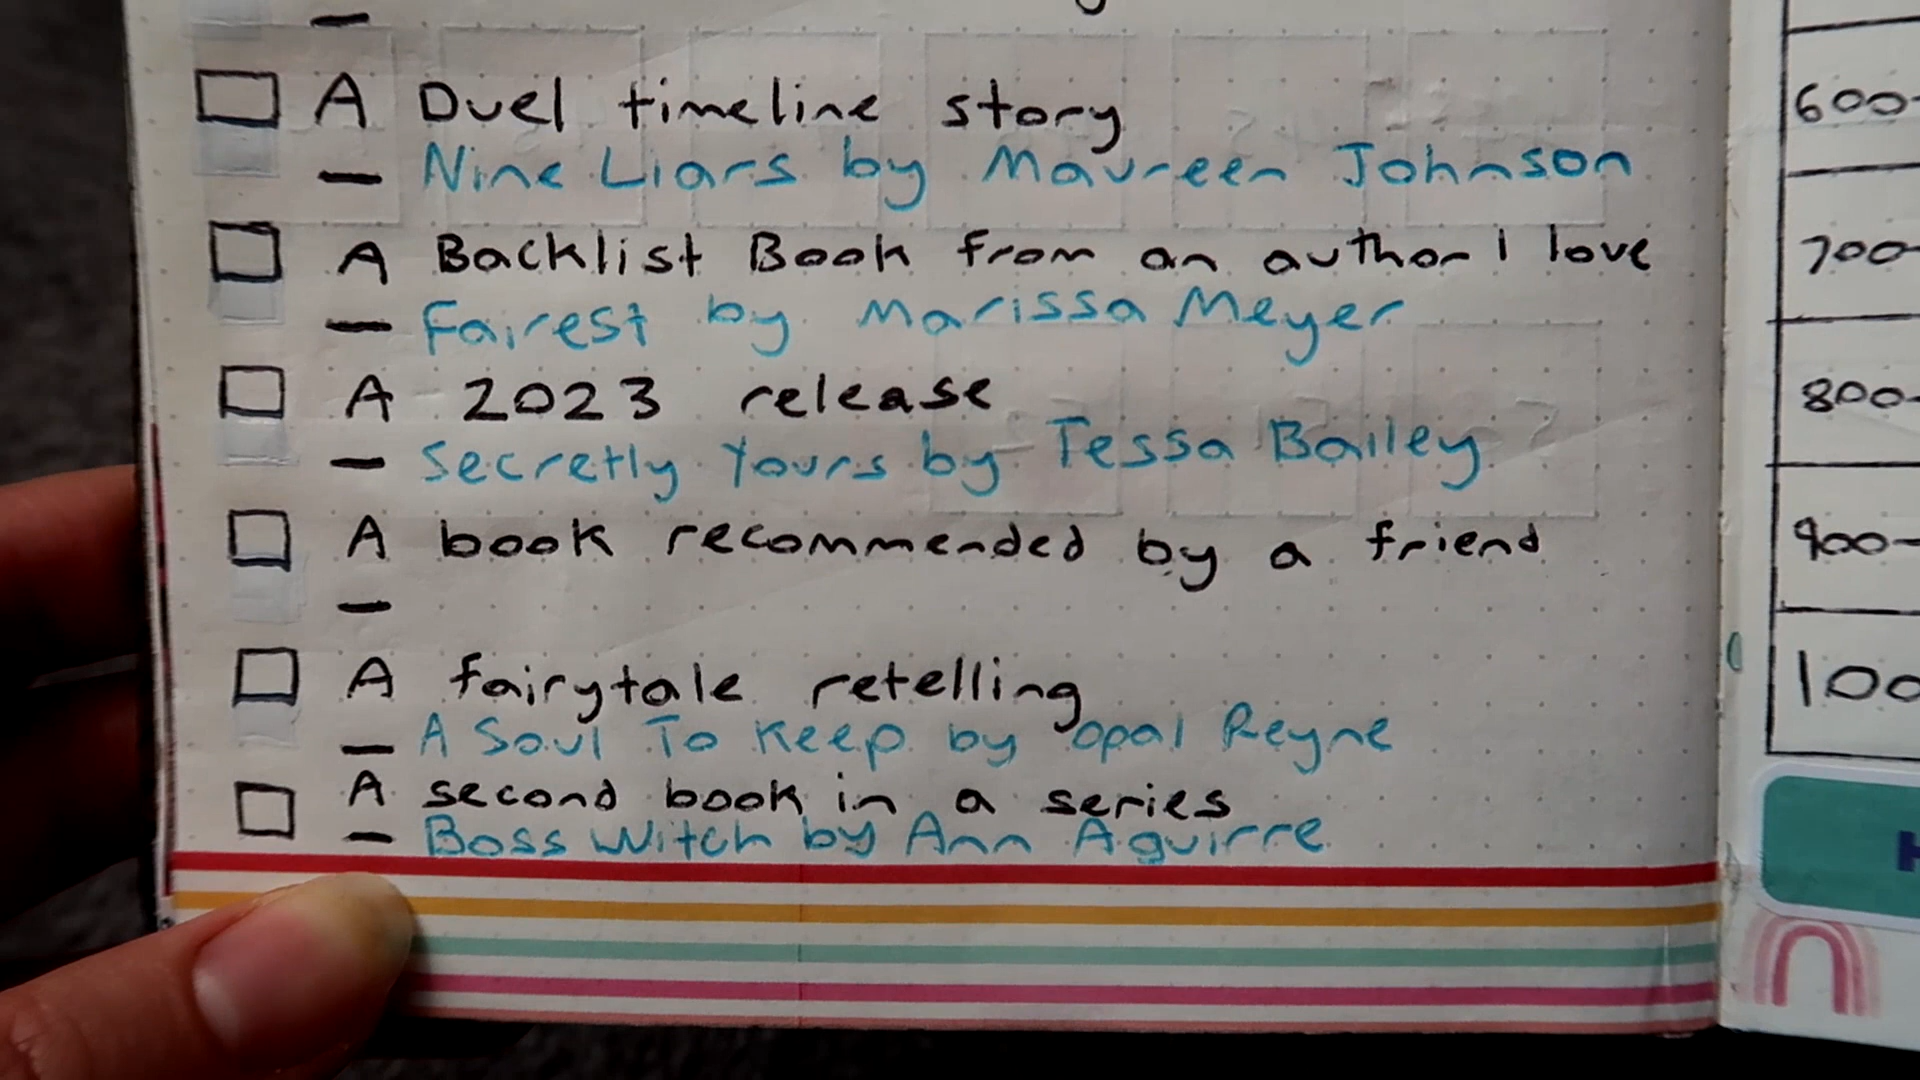 A Duel timeline story
- Nine Liars by Maureen Johnson
A Backlist Book from an author I love
- Fairest by Marissa Meyer
A 2023 release
- Secretly Yours by Tessa Bailey
A book recommended by a friend
-
A fairytale retelling
- A Soul To Keep by Opal Reyne
A second book in a series
- Boss Witch by Ann Aguirre
600-
700-
800-
900-
100
H